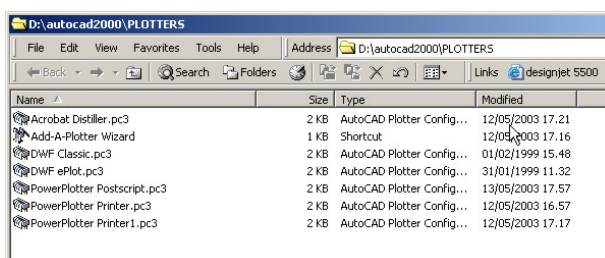 D:\autocad2000\PLOTTERS
File Edit View Favorites Tools Help Address D:\autocad2000\PLOTTERS
Back Search Folders Links designjet 5500
Name Size Type Modified
Acrobat Distiller.pc3 2 KB AutoCAD Plotter Config... 12/05/2003 17.21
Add-A-Plotter Wizard 1 KB Shortcut 12/05/2003 17.16
DWF Classic.pc3 2 KB AutoCAD Plotter Config... 01/02/1999 15.48
DWF ePlot.pc3 2 KB AutoCAD Plotter Config... 31/01/1999 11.32
PowerPlotter Postscript.pc3 2 KB AutoCAD Plotter Config... 13/05/2003 17.57
PowerPlotter Printer.pc3 2 KB AutoCAD Plotter Config... 12/05/2003 16.57
PowerPlotter Printer1.pc3 2 KB AutoCAD Plotter Config... 12/05/2003 17.17